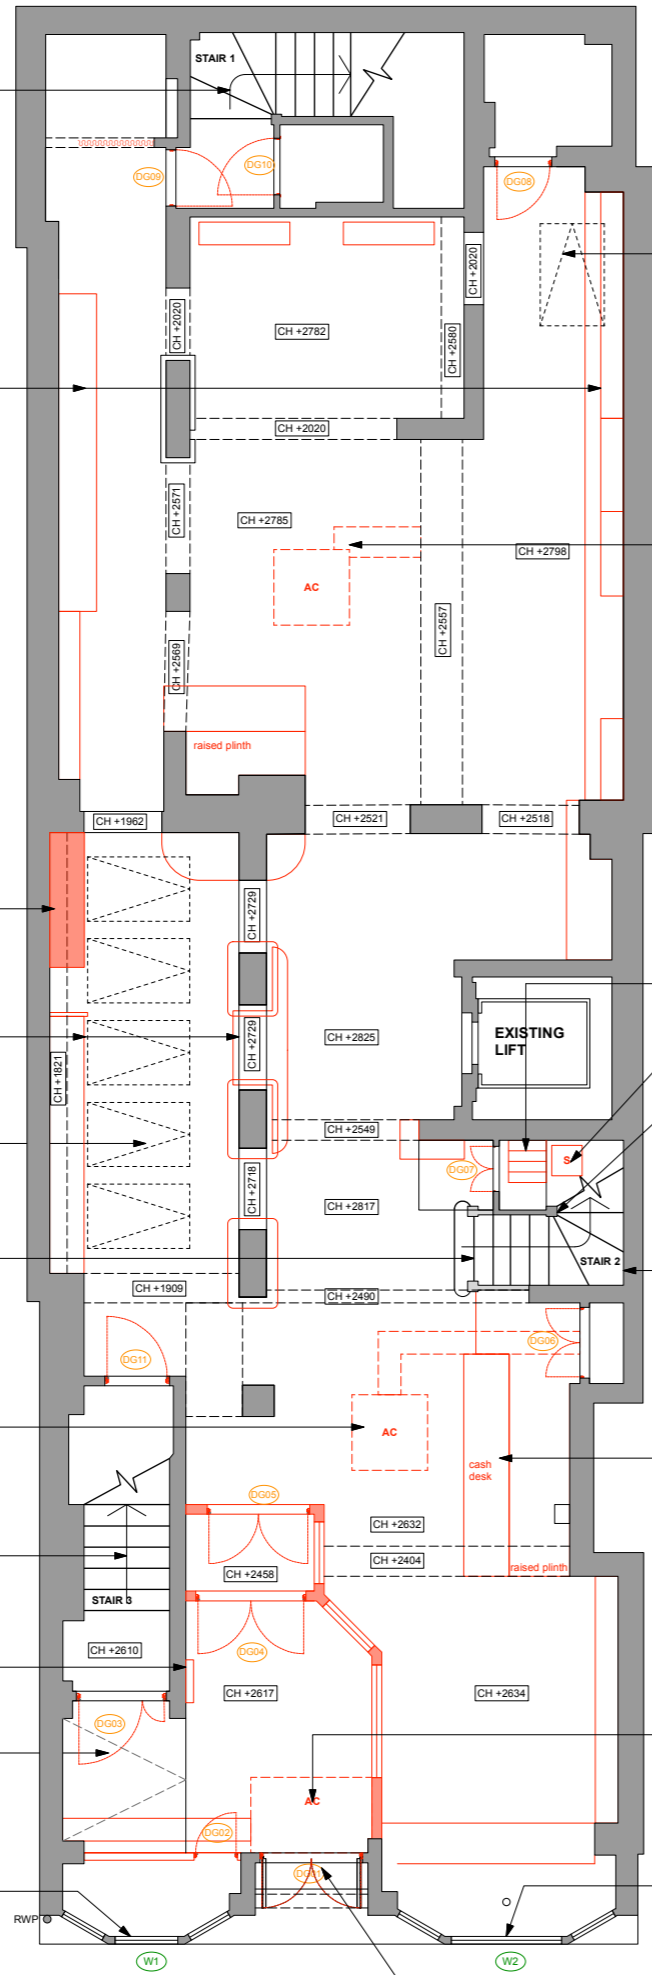 STAIR 1
DG09
DG10
DG08
CH +2020
CH +2020
CH +2782
CH +2580
CH +2020
CH +2571
CH +2785
CH +2798
AC
CH +2557
CH +2569
raised plinth
CH +1962
CH +2521
CH +2518
CH +2729
CH +2729
CH +2825
EXISTING
LIFT
CH +1821
CH +2549
DG07
S
CH +2718
CH +2817
STAIR 2
CH +1909
CH +2490
DG06
DG11
AC
cash
desk
DG05
CH +2632
CH +2404
CH +2458
raised plinth
STAIR 3
CH +2610
DG04
CH +2617
CH +2634
DG03
AC
DG02
DG01
RWP
W1
W2